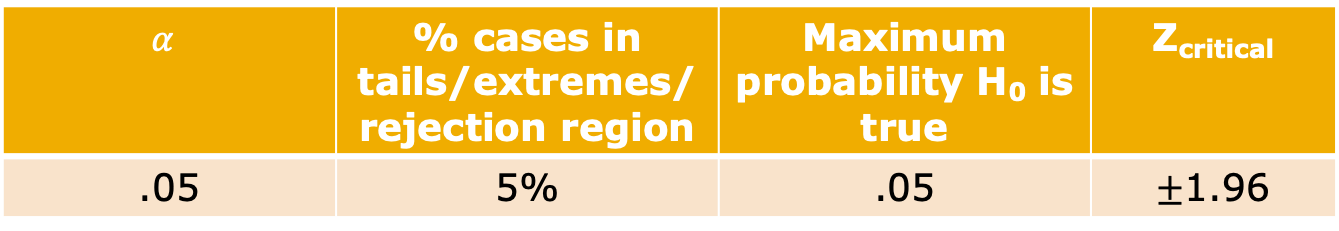 α
% cases in
tails/extremes/
rejection region
Maximum
probability H₀ is
true
Zcritical
.05
5%
.05
±1.96